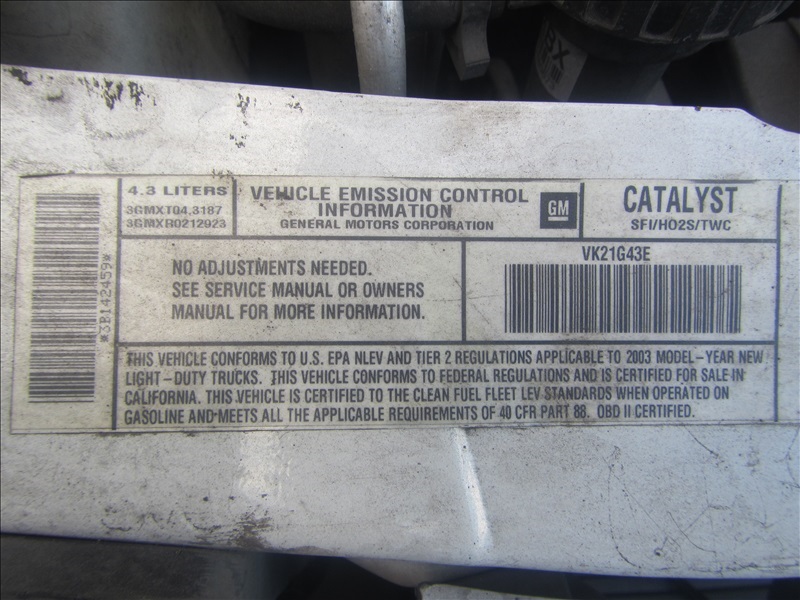 4.3 LITERS
3GMXT04.3187
3GMXR0212923
VEHICLE EMISSION CONTROL
INFORMATION
GENERAL MOTORS CORPORATION
GM
CATALYST
SFI/HO2S/TWC
*3B142459*
NO ADJUSTMENTS NEEDED.
SEE SERVICE MANUAL OR OWNERS
MANUAL FOR MORE INFORMATION.
VK21G43E
THIS VEHICLE CONFORMS TO U.S. EPA NLEV AND TIER 2 REGULATIONS APPLICABLE TO 2003 MODEL-YEAR NEW
LIGHT-DUTY TRUCKS. THIS VEHICLE CONFORMS TO FEDERAL REGULATIONS AND IS CERTIFIED FOR SALE IN
CALIFORNIA. THIS VEHICLE IS CERTIFIED TO THE CLEAN FUEL FLEET LEV STANDARDS WHEN OPERATED ON
GASOLINE AND MEETS ALL THE APPLICABLE REQUIREMENTS OF 40 CFR PART 88. OBD II CERTIFIED.